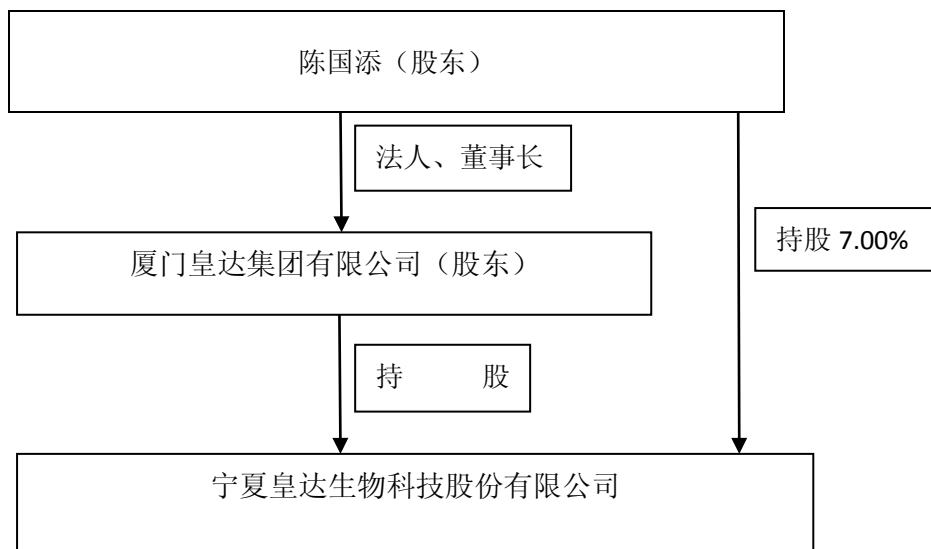 陈国添（股东）
法人、董事长
持股 7.00%
厦门皇达集团有限公司（股东）
持 股
宁夏皇达生物科技股份有限公司